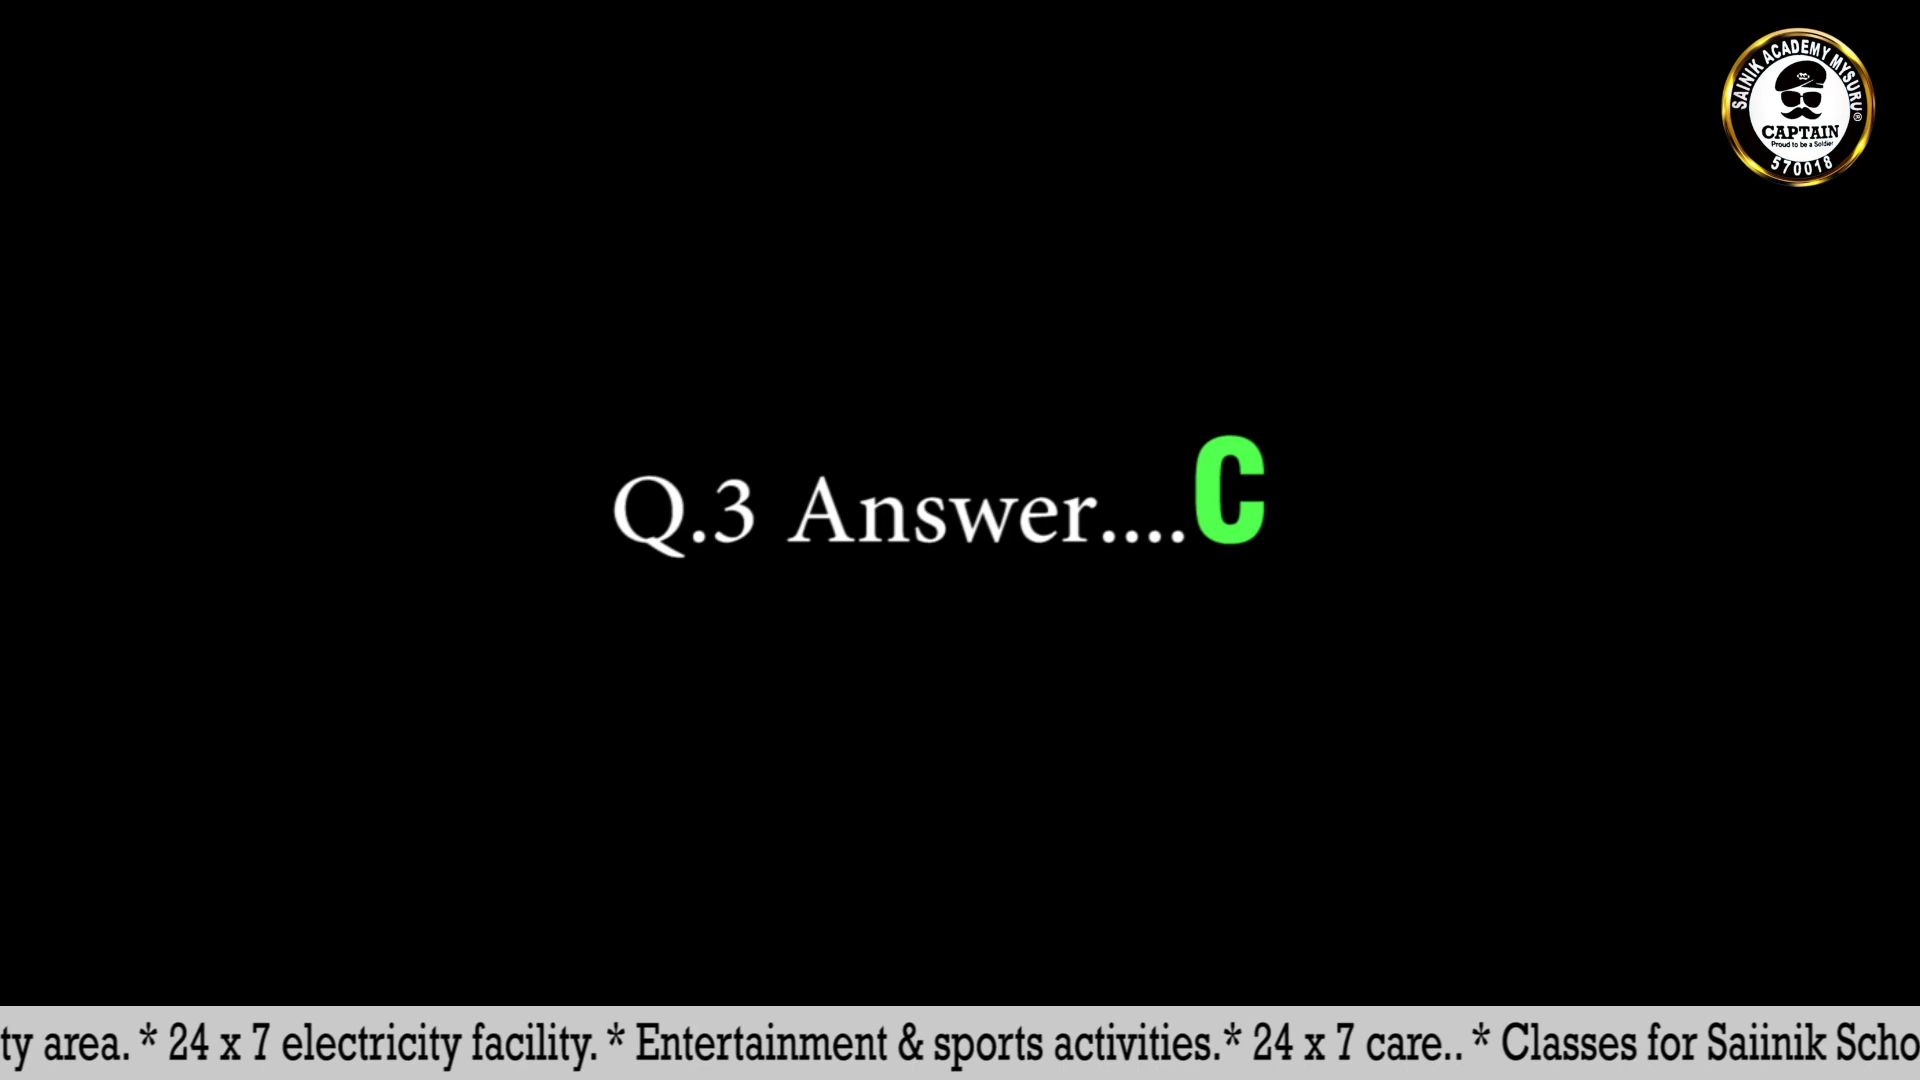 SAINIK ACADEMY MYSURU®
CAPTAIN
Proud to be a Soldier
570018
Q.3 Answer....C
ty area. * 24 x 7 electricity facility. * Entertainment & sports activities.* 24 x 7 care.. * Classes for Saiinik Scho